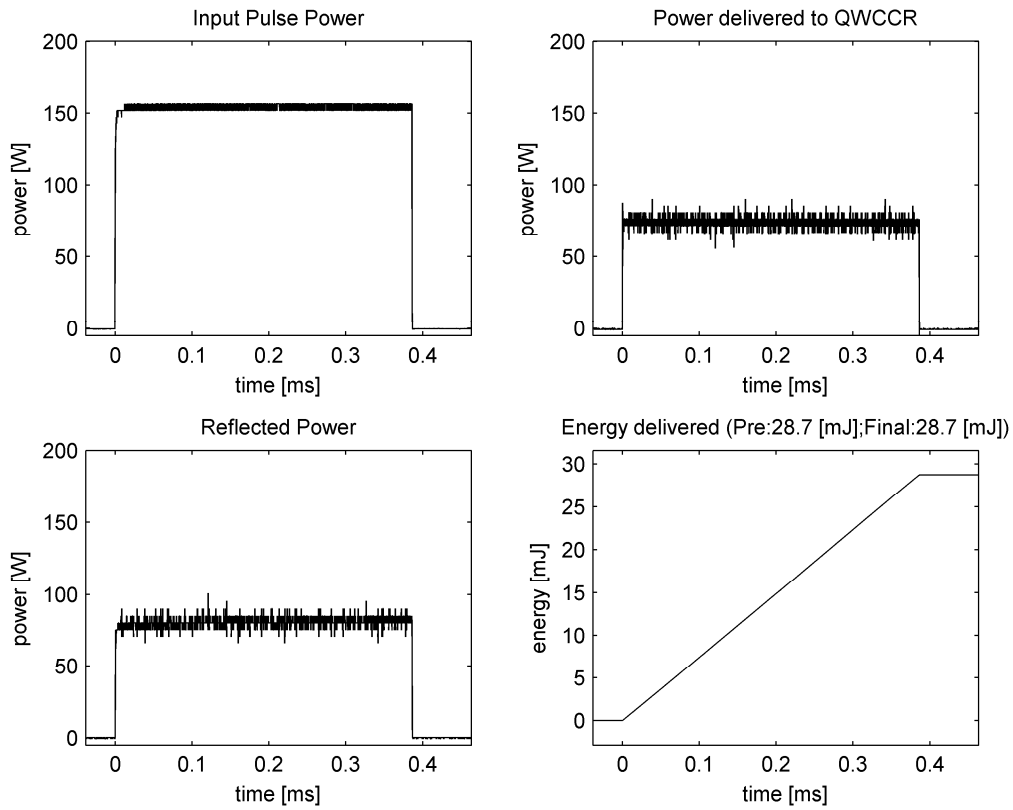 Input Pulse Power
200
150
100
50
0
power [W]
0 0.1 0.2 0.3 0.4
time [ms]
Power delivered to QWCCR
200
150
100
50
0
power [W]
0 0.1 0.2 0.3 0.4
time [ms]
Reflected Power
200
150
100
50
0
power [W]
0 0.1 0.2 0.3 0.4
time [ms]
Energy delivered (Pre:28.7 [mJ];Final:28.7 [mJ])
30
25
20
15
10
5
0
energy [mJ]
0 0.1 0.2 0.3 0.4
time [ms]